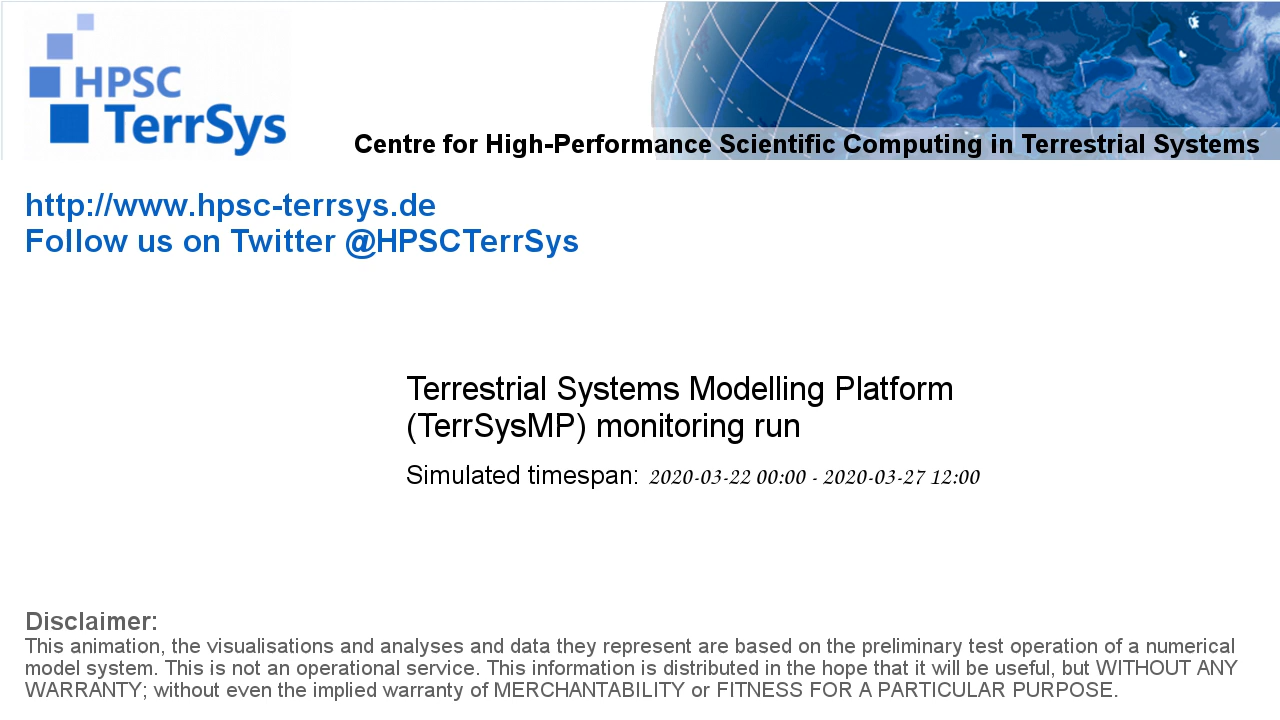 HPSC
TerrSys
Centre for High-Performance Scientific Computing in Terrestrial Systems
http://www.hpsc-terrsys.de
Follow us on Twitter @HPSCTerrSys
Terrestrial Systems Modelling Platform
(TerrSysMP) monitoring run
Simulated timespan: 2020-03-22 00:00 - 2020-03-27 12:00
Disclaimer:
This animation, the visualisations and analyses and data they represent are based on the preliminary test operation of a numerical
model system. This is not an operational service. This information is distributed in the hope that it will be useful, but WITHOUT ANY
WARRANTY; without even the implied warranty of MERCHANTABILITY or FITNESS FOR A PARTICULAR PURPOSE.